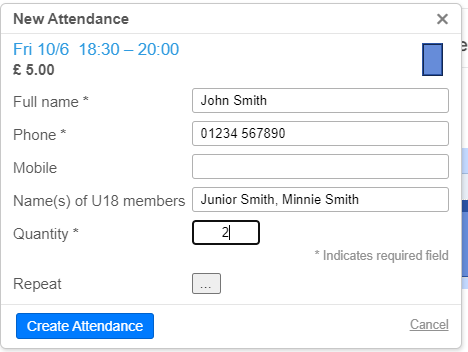 New Attendance ×
Fri 10/6 18:30 – 20:00
£ 5.00
Full name * John Smith
Phone * 01234 567890
Mobile
Name(s) of U18 members Junior Smith, Minnie Smith
Quantity * 2
* Indicates required field
Repeat ...
Create Attendance Cancel